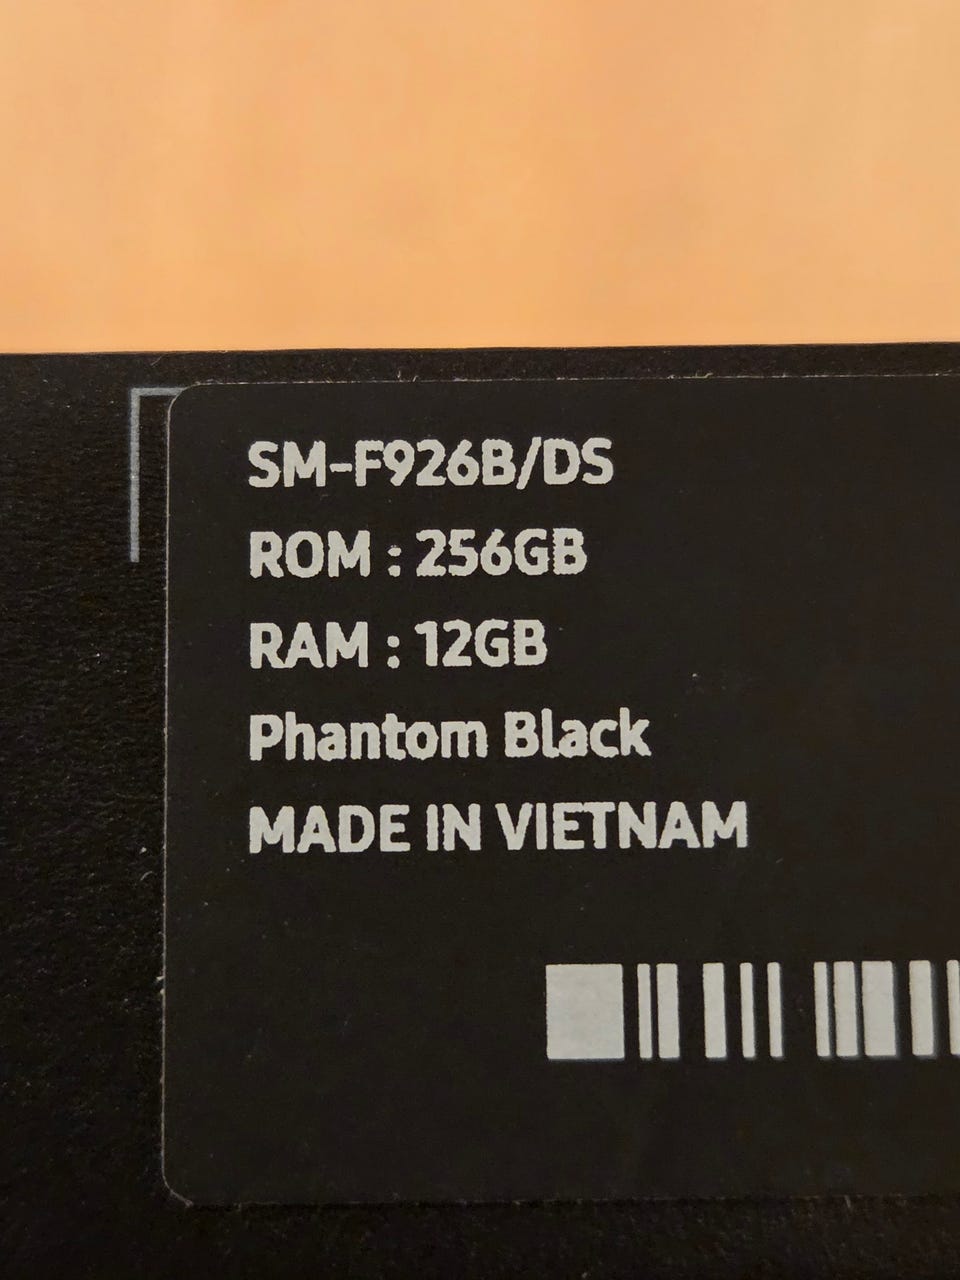 SM-F926B/DS
ROM : 256GB
RAM : 12GB
Phantom Black
MADE IN VIETNAM